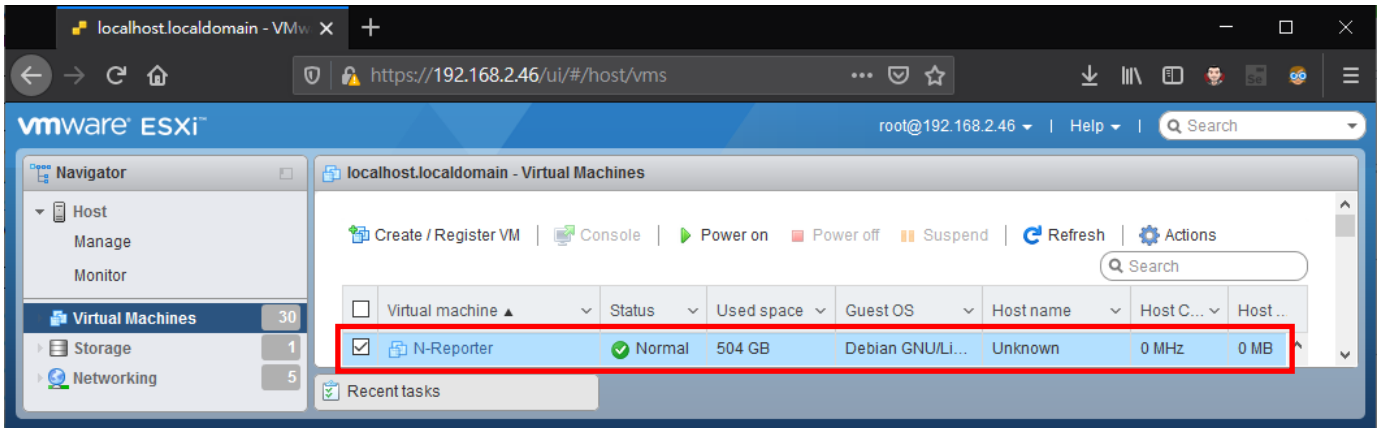 localhost.localdomain - VMw
https://192.168.2.46/ui/#/host/vms
vmware ESXi™
root@192.168.2.46 | Help | Search
Navigator
localhost.localdomain - Virtual Machines
Host
Manage
Monitor
Create / Register VM | Console | Power on Power off Suspend | Refresh | Actions
Search
Virtual machine ▲ Status Used space Guest OS Host name Host C... Host ...
Virtual Machines 30
N-Reporter Normal 504 GB Debian GNU/Li... Unknown 0 MHz 0 MB
Storage 1
Networking 5
Recent tasks